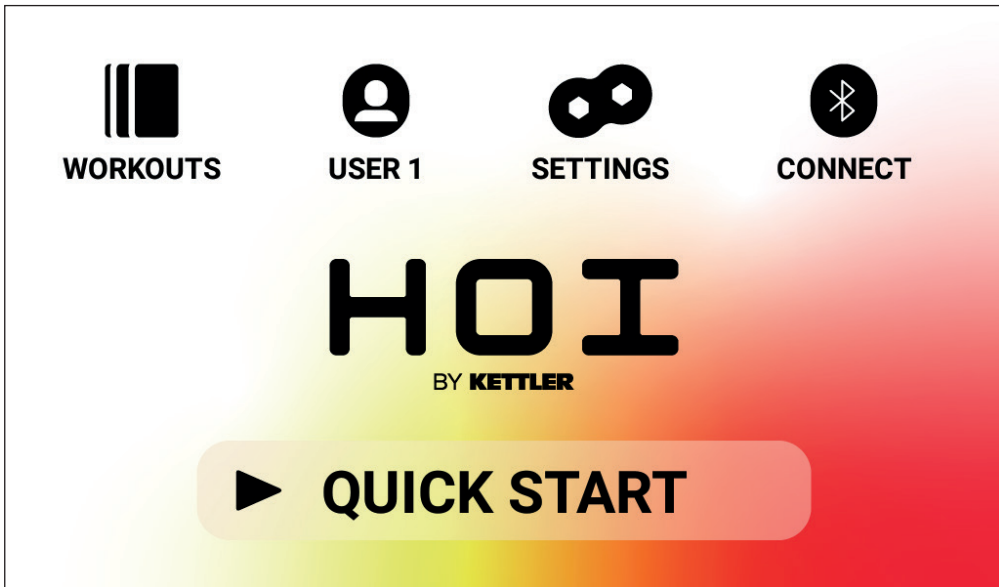 WORKOUTS USER 1 SETTINGS CONNECT
HOI
BY KETTLER
QUICK START